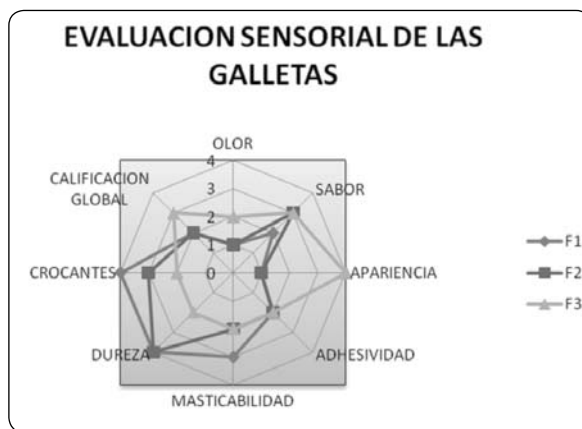 EVALUACION SENSORIAL DE LAS
GALLETAS
OLOR
4
3
2
1
0
SABOR
APARIENCIA
ADHESIVIDAD
MASTICABILIDAD
DUREZA
CROCANTES
CALIFICACION
GLOBAL
F1
F2
F3